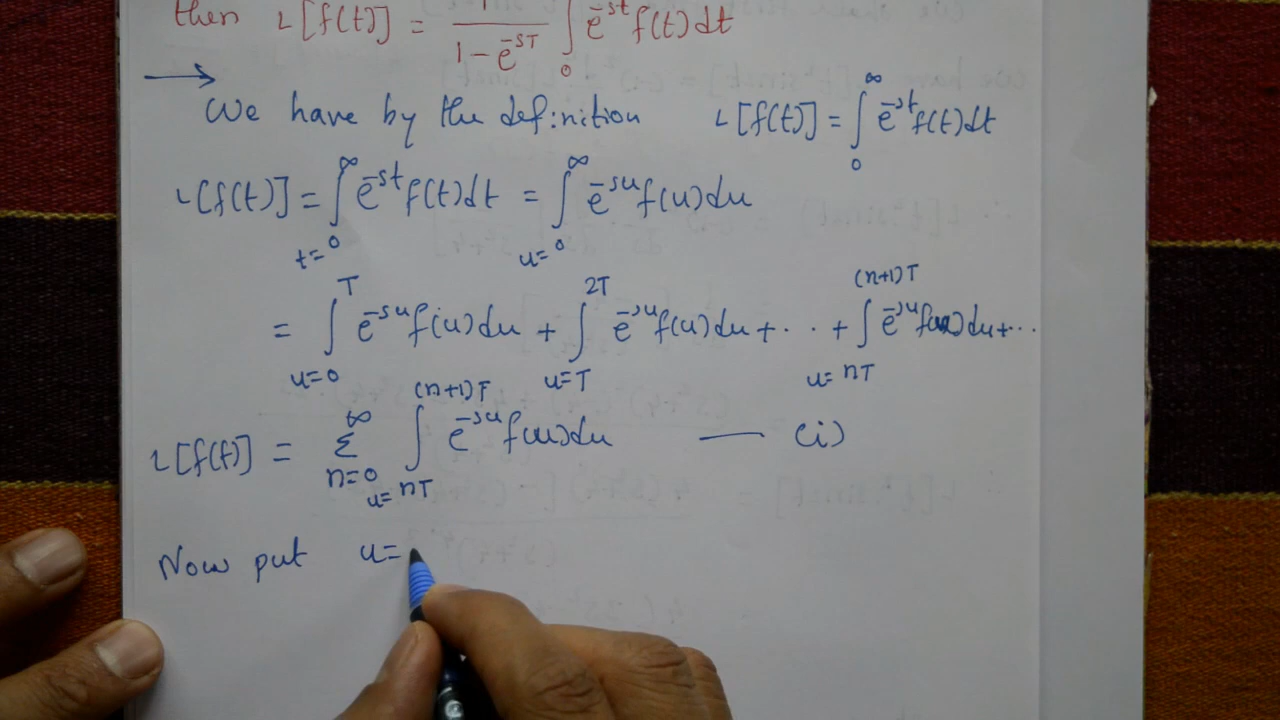 then L[f(t)] = 1/(1-e^{-sT}) ∫_0 e^{-st} f(t) dt
We have by the definition L[f(t)] = ∫_0^∞ e^{-st} f(t) dt
L[f(t)] = ∫_{t=0}^∞ e^{-st} f(t) dt = ∫_{u=0}^∞ e^{-su} f(u) du
= ∫_{u=0}^T e^{-su} f(u) du + ∫_{u=T}^{2T} e^{-su} f(u) du + ... + ∫_{u=nT}^{(n+1)T} e^{-su} f(u) du + ...
L[f(t)] = Σ_{n=0}^∞ ∫_{u=nT}^{(n+1)T} e^{-su} f(u) du — (i)
Now put u=